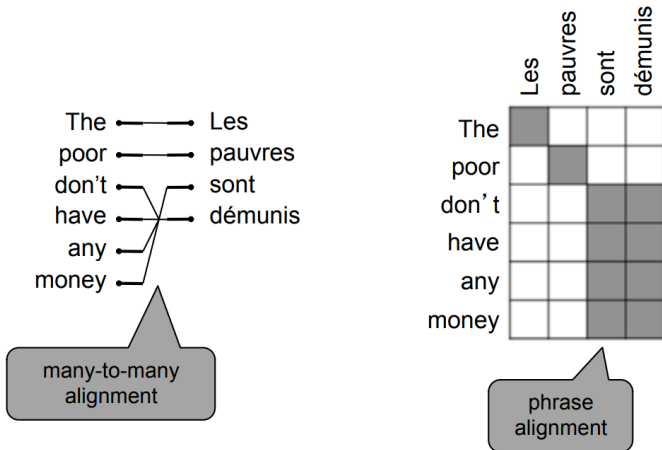 The Les
poor pauvres
don't sont
have démunis
any
money
many-to-many
alignment
Les
pauvres
sont
démunis
The
poor
don't
have
any
money
phrase
alignment